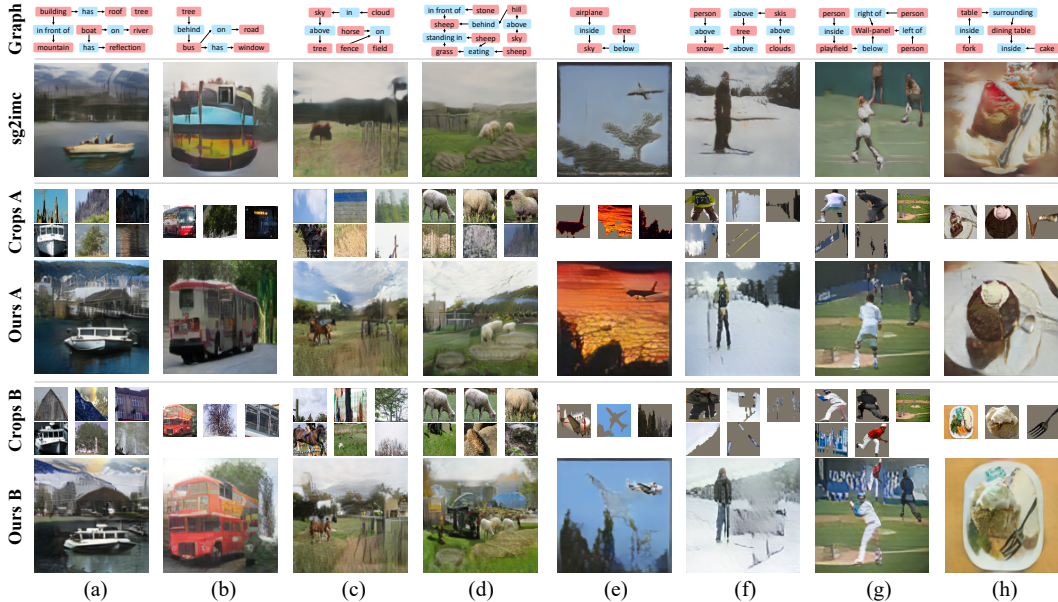 Graph
building has roof tree
in front of boat on river
mountain has reflection
tree
behind on road
bus has window
sky in cloud
above horse on
tree fence field
in front of stone hill
sheep behind above
standing in sheep sky
grass eating sheep
airplane
inside tree
sky below
person above skis
above tree above
snow above clouds
person right of person
inside Wall-panel left of
playfield below person
table surrounding
inside dining table
fork inside cake
sg2imc
Crops A
Ours A
Crops B
Ours B
(a) (b) (c) (d) (e) (f) (g) (h)